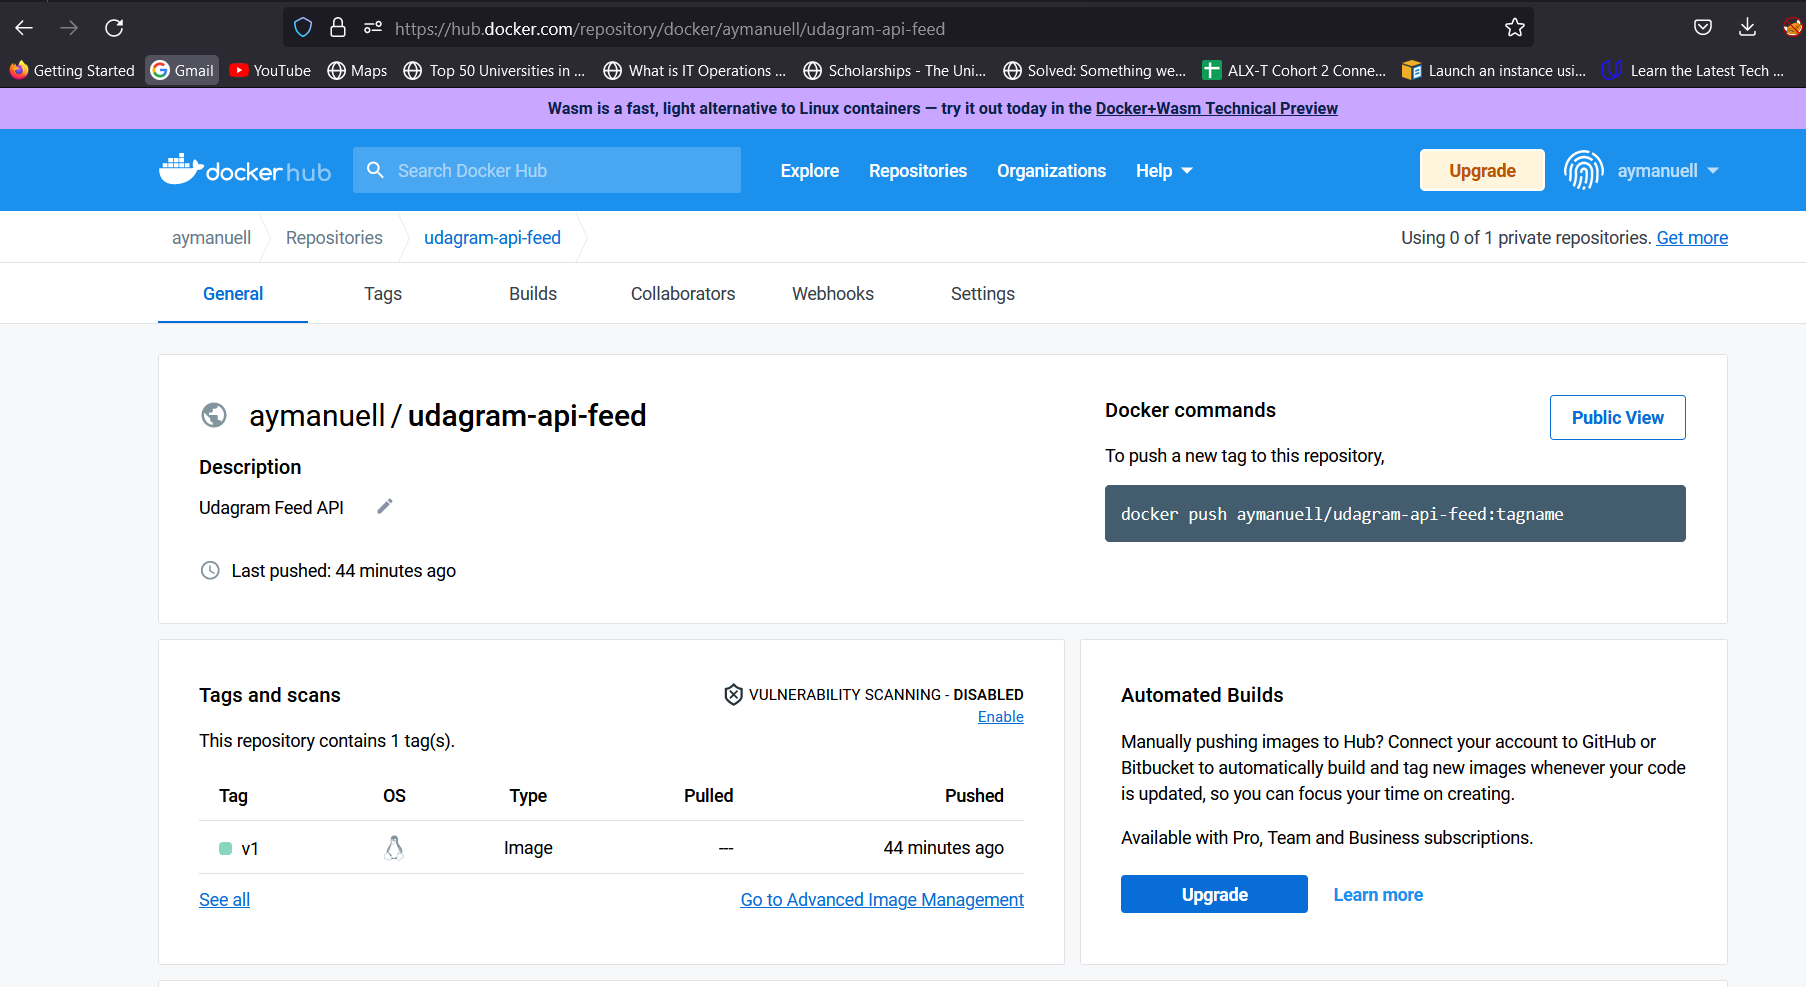 https://hub.docker.com/repository/docker/aymanuell/udagram-api-feed
Getting Started
Gmail
YouTube
Maps
Top 50 Universities in ...
What is IT Operations ...
Scholarships - The Uni...
Solved: Something we...
ALX-T Cohort 2 Conne...
Launch an instance usi...
Learn the Latest Tech ...
Wasm is a fast, light alternative to Linux containers — try it out today in the Docker+Wasm Technical Preview
docker hub
Search Docker Hub
Explore
Repositories
Organizations
Help
Upgrade
aymanuell
aymanuell
Repositories
udagram-api-feed
Using 0 of 1 private repositories. Get more
General
Tags
Builds
Collaborators
Webhooks
Settings
aymanuell / udagram-api-feed
Description
Udagram Feed API
Last pushed: 44 minutes ago
Docker commands
Public View
To push a new tag to this repository,
docker push aymanuell/udagram-api-feed:tagname
Tags and scans
VULNERABILITY SCANNING - DISABLED
Enable
This repository contains 1 tag(s).
Tag OS Type Pulled Pushed
v1 Image --- 44 minutes ago
See all
Go to Advanced Image Management
Automated Builds
Manually pushing images to Hub? Connect your account to GitHub or
Bitbucket to automatically build and tag new images whenever your code
is updated, so you can focus your time on creating.
Available with Pro, Team and Business subscriptions.
Upgrade
Learn more